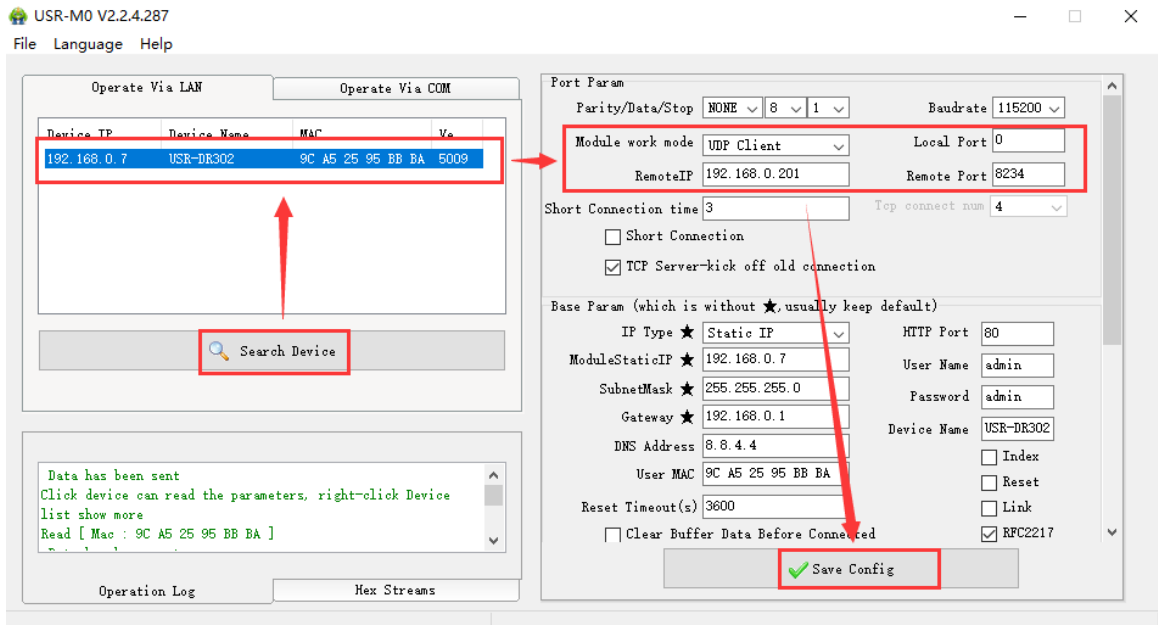 USR-M0 V2.2.4.287
File Language Help
Operate Via LAN Operate Via COM
Device IP Device Name MAC Ve
192.168.0.7 USR-DR302 9C A5 25 95 BB BA 5009
Search Device
Data has been sent
Click device can read the parameters, right-click Device
list show more
Read [ Mac : 9C A5 25 95 BB BA ]
Operation Log Hex Streams
Port Param
Parity/Data/Stop NONE 8 1 Baudrate 115200
Module work mode UDP Client Local Port 0
RemoteIP 192.168.0.201 Remote Port 8234
Short Connection time 3 Tcp connect num 4
Short Connection
TCP Server-kick off old connection
Base Param (which is without ★,usually keep default)
IP Type ★ Static IP HTTP Port 80
ModuleStaticIP ★ 192.168.0.7 User Name admin
SubnetMask ★ 255.255.255.0 Password admin
Gateway ★ 192.168.0.1 Device Name USR-DR302
DNS Address 8.8.4.4 Index
User MAC 9C A5 25 95 BB BA Reset
Reset Timeout(s) 3600 Link
Clear Buffer Data Before Connected RFC2217
Save Config